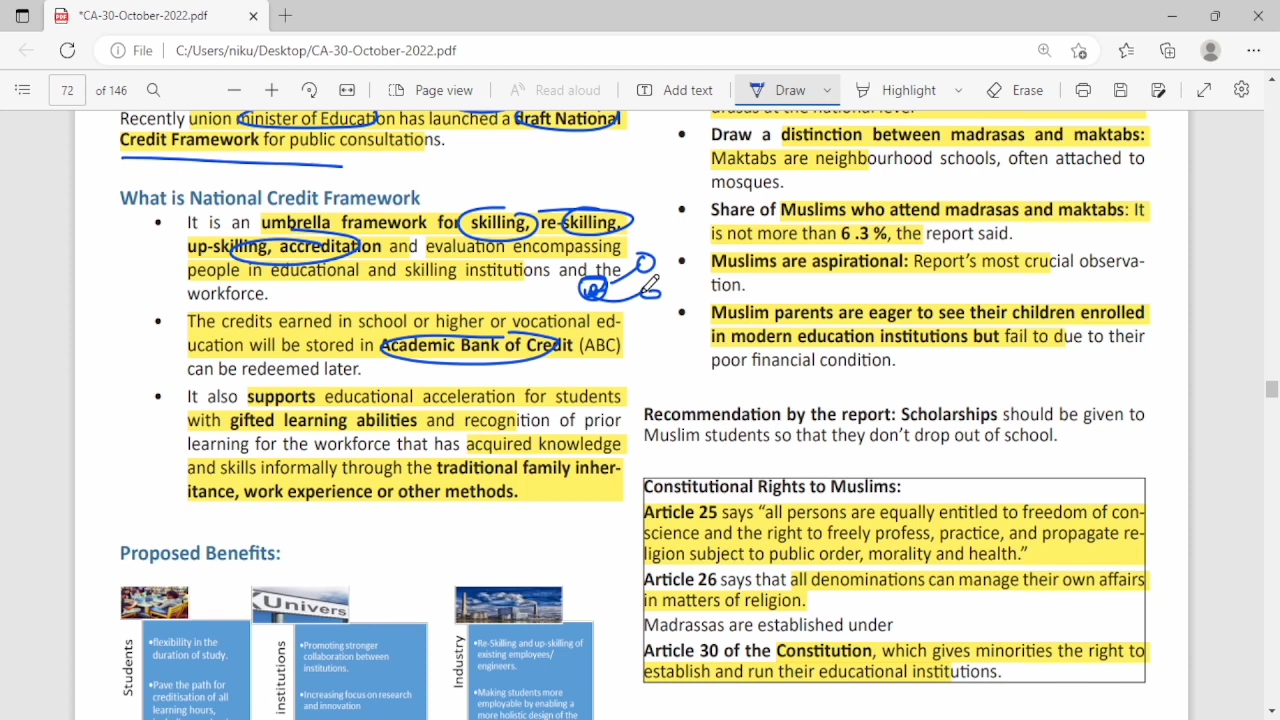 *CA-30-October-2022.pdf
File
C:/Users/niku/Desktop/CA-30-October-2022.pdf
72 of 146
Page view
Read aloud
Add text
Draw
Highlight
Erase
Recently union minister of Education has launched a draft National
Credit Framework for public consultations.
What is National Credit Framework
• It is an umbrella framework for skilling, re-skilling,
up-skilling, accreditation and evaluation encompassing
people in educational and skilling institutions and the
workforce.
• The credits earned in school or higher or vocational ed-
ucation will be stored in Academic Bank of Credit (ABC)
can be redeemed later.
• It also supports educational acceleration for students
with gifted learning abilities and recognition of prior
learning for the workforce that has acquired knowledge
and skills informally through the traditional family inher-
itance, work experience or other methods.
Proposed Benefits:
Univers
Students
•flexibility in the
duration of study.
•Pave the path for
creditisation of all
learning hours,
institutions
•Promoting stronger
collaboration between
institutions.
•Increasing focus on research
and innovation
Industry
•Re-Skilling and up-skilling of
existing employees/
engineers.
•Making students more
employable by enabling a
more holistic design of the
drasas at the national level.
• Draw a distinction between madrasas and maktabs:
Maktabs are neighbourhood schools, often attached to
mosques.
• Share of Muslims who attend madrasas and maktabs: It
is not more than 6 .3 %, the report said.
• Muslims are aspirational: Report's most crucial observa-
tion.
• Muslim parents are eager to see their children enrolled
in modern education institutions but fail to due to their
poor financial condition.
Recommendation by the report: Scholarships should be given to
Muslim students so that they don't drop out of school.
Constitutional Rights to Muslims:
Article 25 says "all persons are equally entitled to freedom of con-
science and the right to freely profess, practice, and propagate re-
ligion subject to public order, morality and health."
Article 26 says that all denominations can manage their own affairs
in matters of religion.
Madrassas are established under
Article 30 of the Constitution, which gives minorities the right to
establish and run their educational institutions.